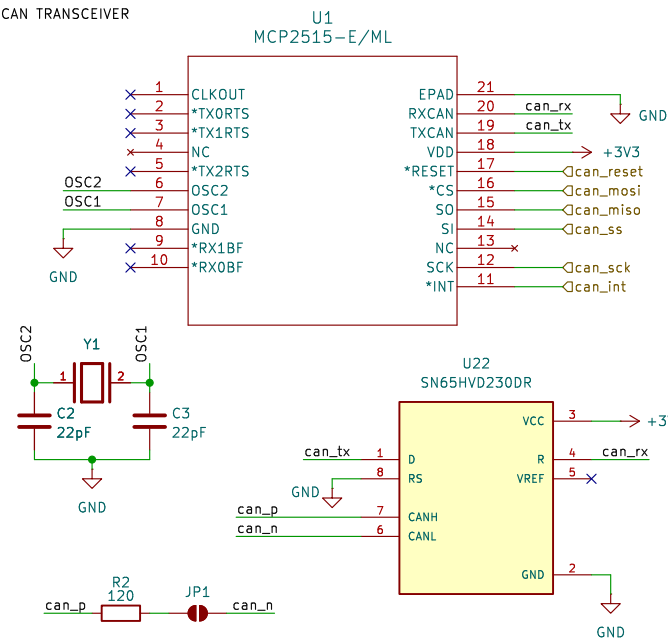 CAN TRANSCEIVER
U1
MCP2515-E/ML
1 CLKOUT
2 *TX0RTS
3 *TX1RTS
4 NC
5 *TX2RTS
OSC2 6 OSC2
OSC1 7 OSC1
8 GND
9 *RX1BF
10 *RX0BF
GND
EPAD 21 GND
RXCAN 20 can_rx
TXCAN 19 can_tx
VDD 18 +3V3
*RESET 17 can_reset
*CS 16 can_mosi
SO 15 can_miso
SI 14 can_ss
NC 13
SCK 12 can_sck
*INT 11 can_int
OSC2
Y1
OSC1
1 2
C2
22pF
C3
22pF
GND
U22
SN65HVD230DR
VCC 3 +3
can_tx 1 D
R 4 can_rx
8 RS
VREF 5
GND
can_p 7 CANH
can_n 6 CANL
GND 2
GND
R2
120
JP1
can_p
can_n